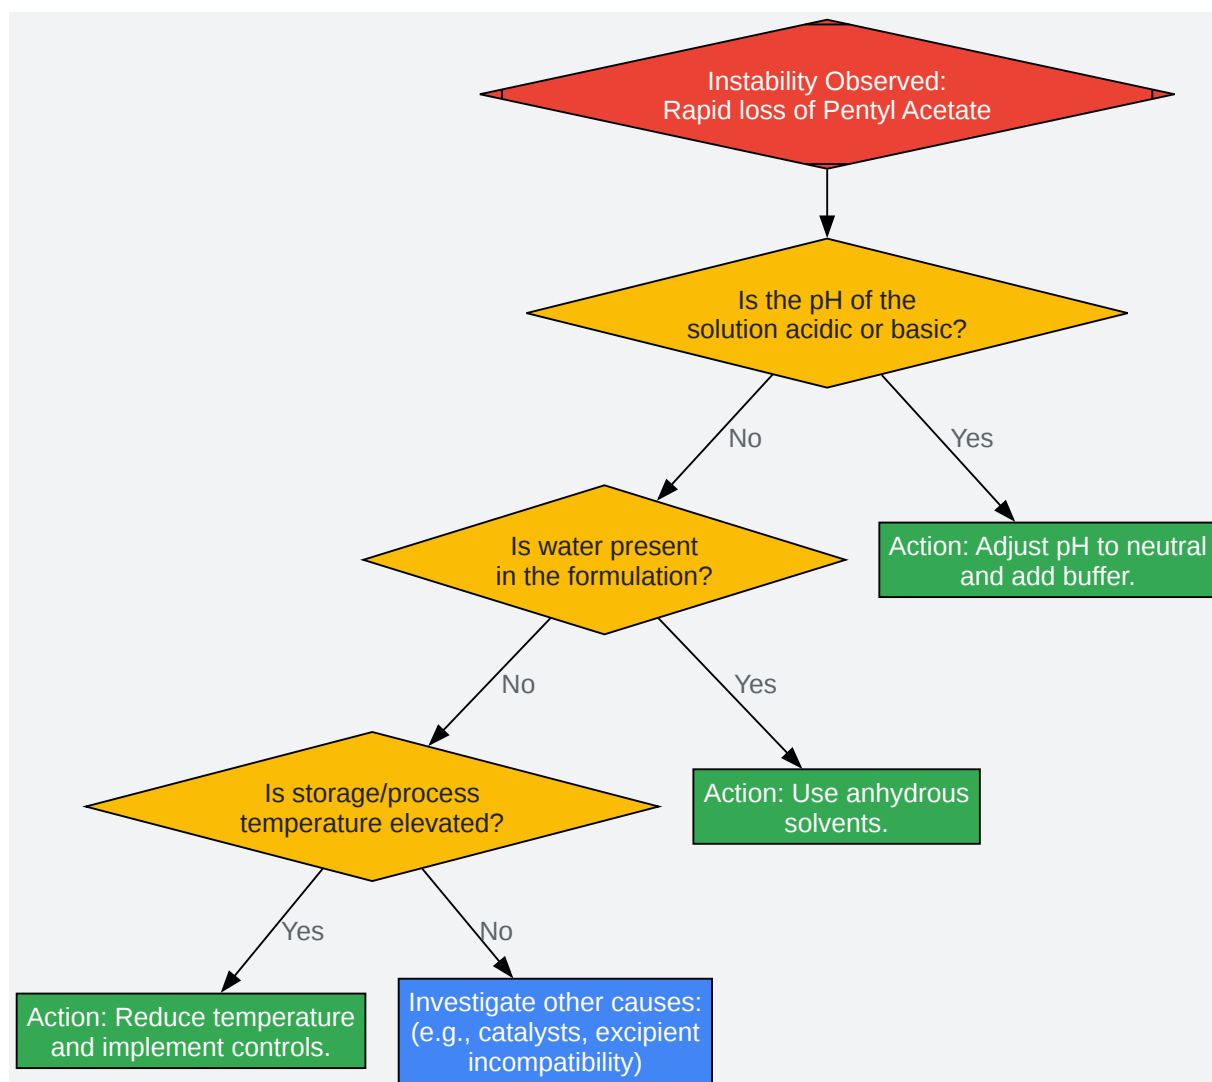 Instability Observed:
Rapid loss of Pentyl Acetate
Is the pH of the
solution acidic or basic?
No
Yes
Is water present
in the formulation?
Action: Adjust pH to neutral
and add buffer.
No
Yes
Is storage/process
temperature elevated?
Action: Use anhydrous
solvents.
Yes
No
Action: Reduce temperature
and implement controls.
Investigate other causes:
(e.g., catalysts, excipient
incompatibility)